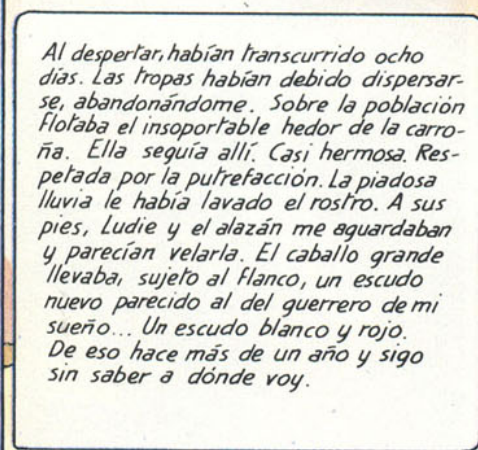 Al despertar, habían transcurrido ocho
días. Las tropas habían debido dispersar-
se, abandonándome. Sobre la población
flotaba el insoportable hedor de la carro-
ña. Ella seguía allí. Casi hermosa. Res-
petada por la putrefacción. La piadosa
lluvia le había lavado el rostro. A sus
pies, Ludie y el alazán me aguardaban
y parecían velarla. El caballo grande
llevaba, sujeto al flanco, un escudo
nuevo parecido al del guerrero de mi
sueño... Un escudo blanco y rojo.
De eso hace más de un año y sigo
sin saber a dónde voy.